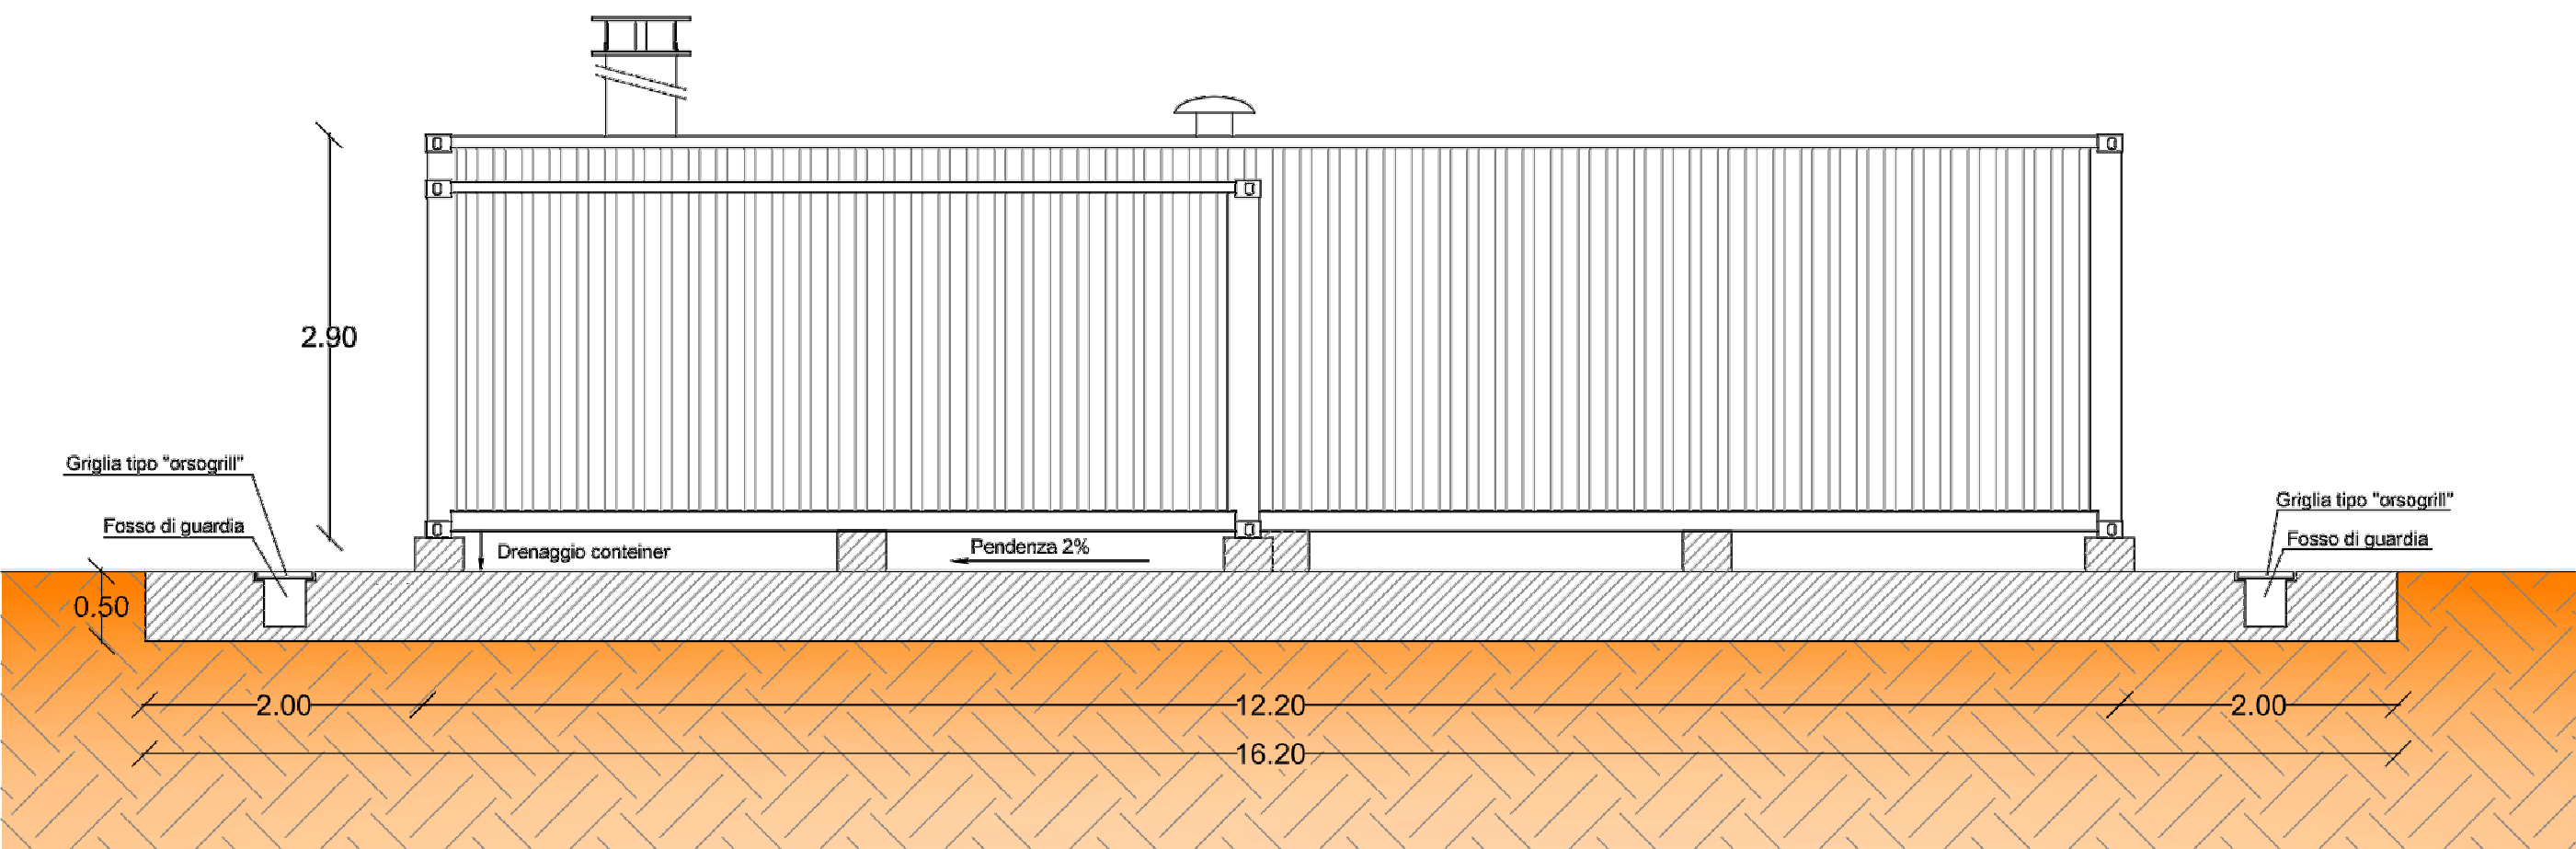 2.90
Griglia tipo "orsogrill"
Fosso di guardia
Drenaggio conteiner
Pendenza 2%
Griglia tipo "orsogrill"
Fosso di guardia
0.50
2.00
12.20
2.00
16.20